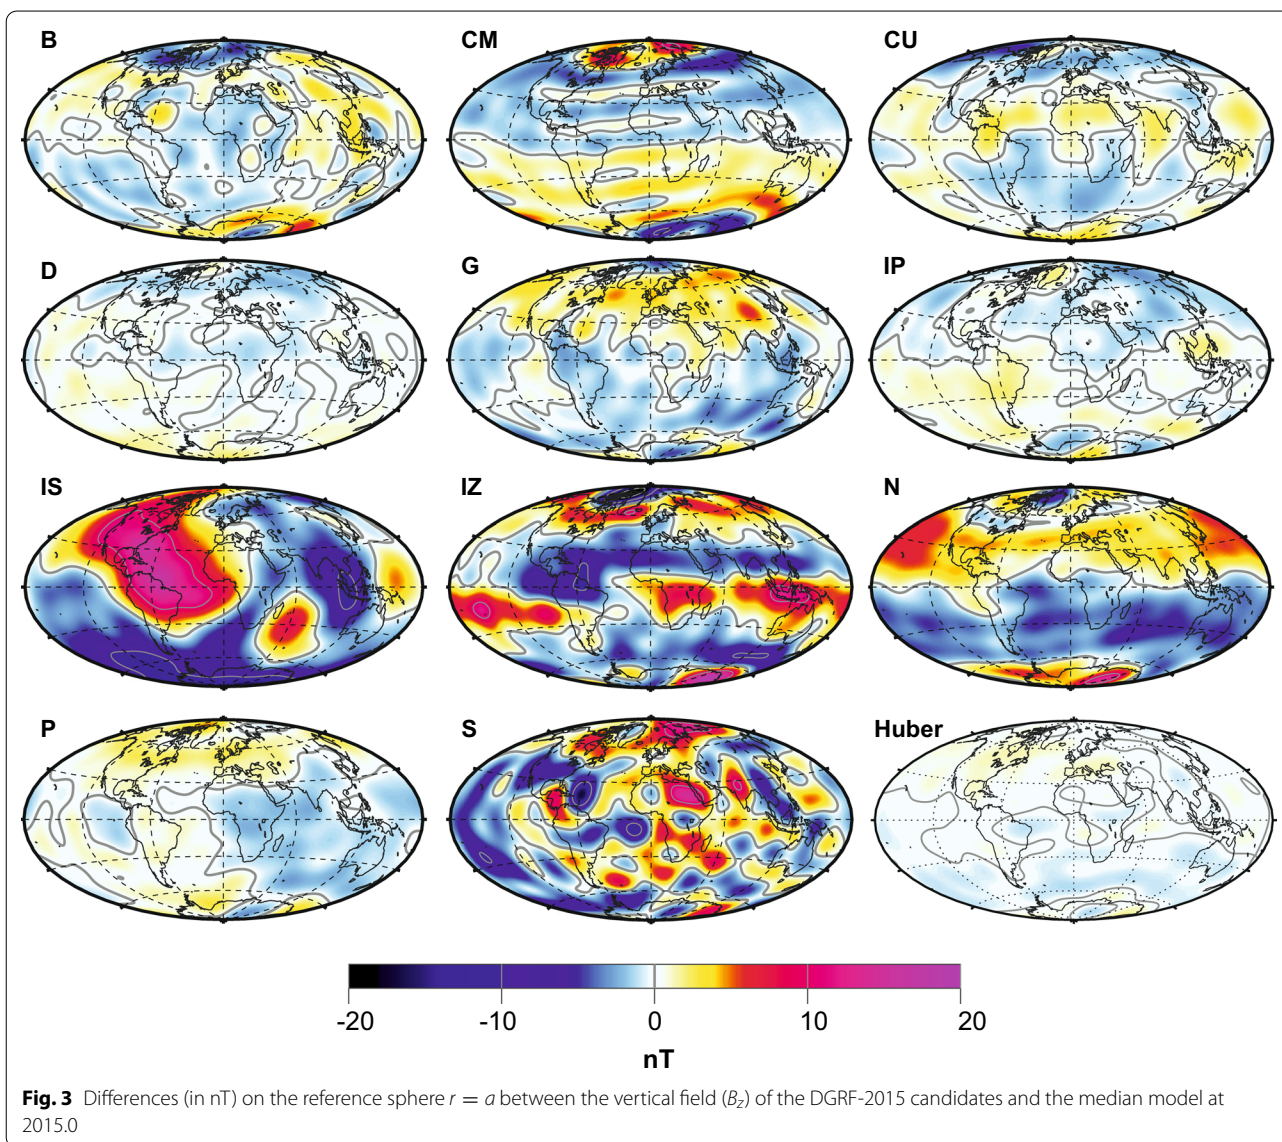 B
CM
CU
D
G
IP
IS
IZ
N
P
S
Huber
-20
-10
0
10
20
nT
Fig. 3 Differences (in nT) on the reference sphere r = a between the vertical field (Bz) of the DGRF-2015 candidates and the median model at
2015.0